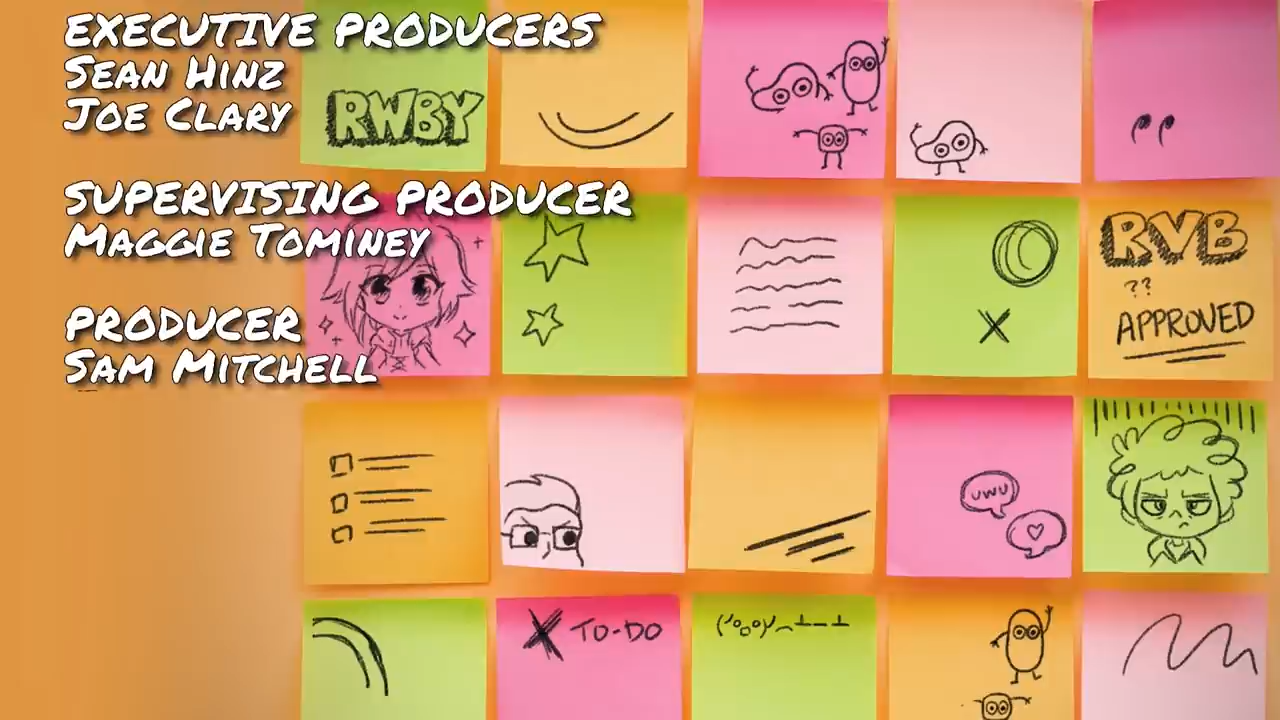 EXECUTIVE PRODUCERS
SEAN HINZ
JOE CLARY
SUPERVISING PRODUCER
MAGGIE TOMINEY
PRODUCER
SAM MITCHELL
RWBY
RVB
??
APPROVED
UWU
X TO-DO